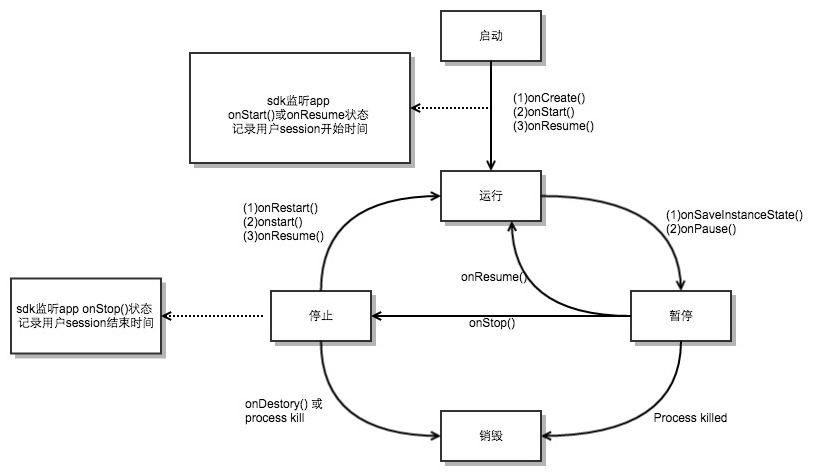 启动
sdk监听app
onStart()或onResume状态
记录用户session开始时间
(1)onCreate()
(2)onStart()
(3)onResume()
运行
(1)onRestart()
(2)onstart()
(3)onResume()
(1)onSaveInstanceState()
(2)onPause()
onResume()
sdk监听app onStop()状态
记录用户session结束时间
停止
onStop()
暂停
onDestory() 或
process kill
销毁
Process killed